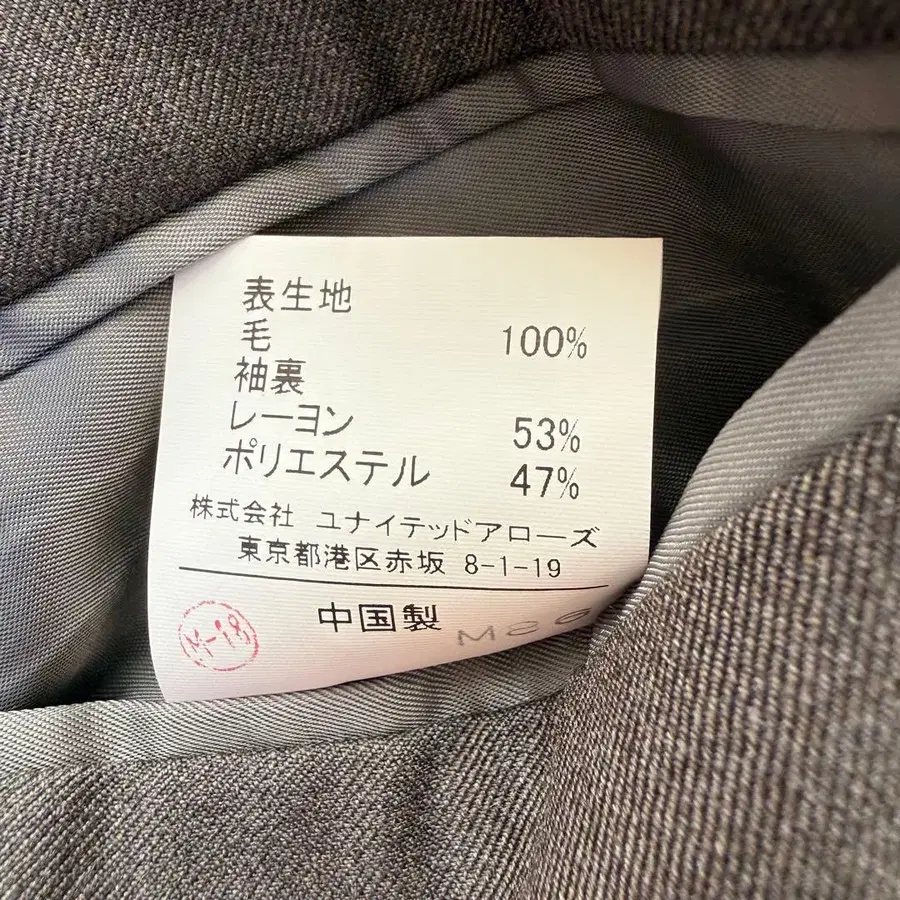 表生地
毛 100%
袖裏
レーヨン 53%
ポリエステル 47%
株式会社 ユナイテッドアローズ
東京都港区赤坂 8-1-19
中国製